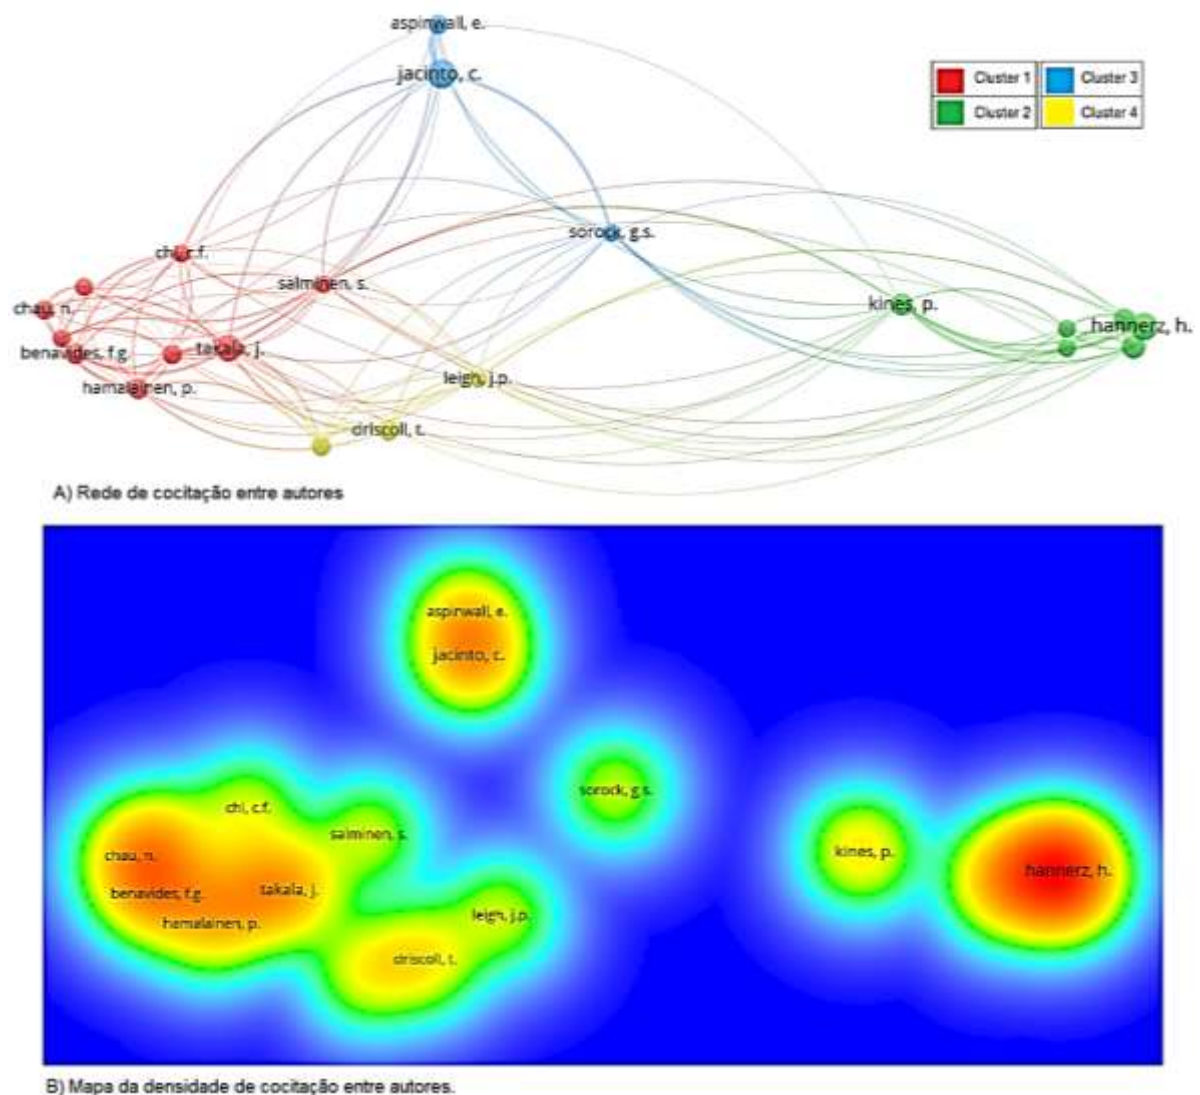 aspinwall, e.
jacinto, c.
Cluster 1
Cluster 3
Cluster 2
Cluster 4
sorock, g.s.
chi, c.f.
salminen, s.
chau, n.
kines, p.
hannerz, h.
benavides, f.g.
takala, j.
hamalainen, p.
leigh, j.p.
driscoll, t.
A) Rede de cocitação entre autores
aspinwall, e.
jacinto, c.
sorock, g.s.
chi, c.f.
salminen, s.
chau, n.
kines, p.
hannerz, h.
benavides, f.g.
takala, j.
hamalainen, p.
leigh, j.p.
driscoll, t.
B) Mapa da densidade de cocitação entre autores.